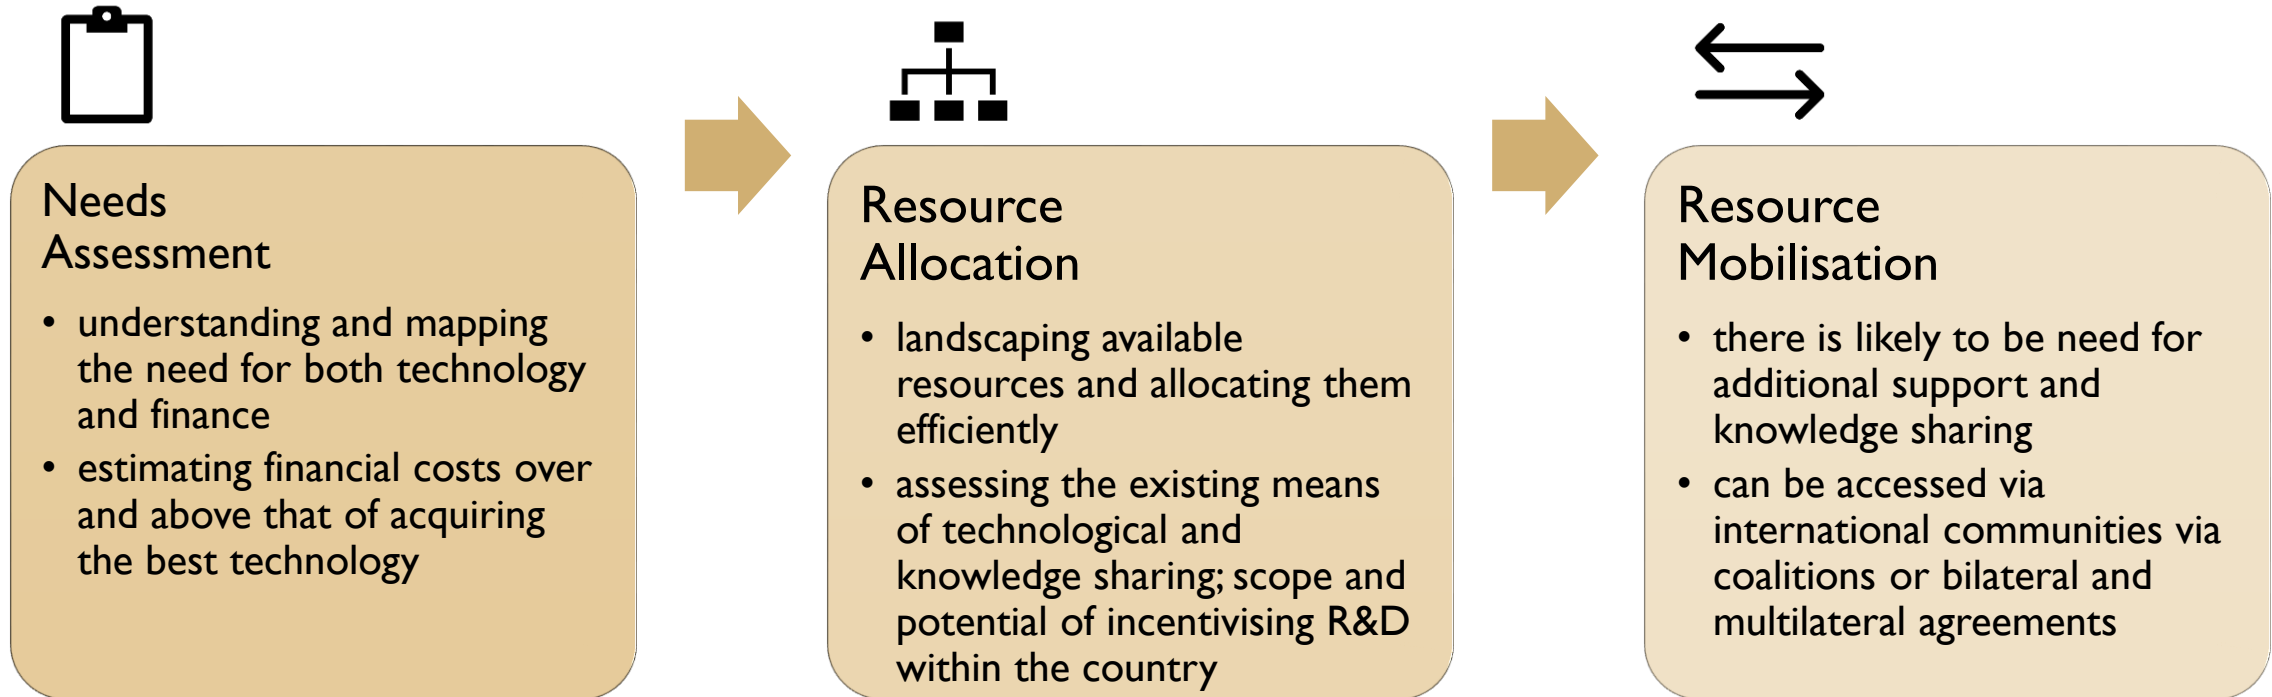 Needs
Assessment
• understanding and mapping
the need for both technology
and finance
• estimating financial costs over
and above that of acquiring
the best technology
Resource
Allocation
• landscaping available
resources and allocating them
efficiently
• assessing the existing means
of technological and
knowledge sharing; scope and
potential of incentivising R&D
within the country
Resource
Mobilisation
• there is likely to be need for
additional support and
knowledge sharing
• can be accessed via
international communities via
coalitions or bilateral and
multilateral agreements